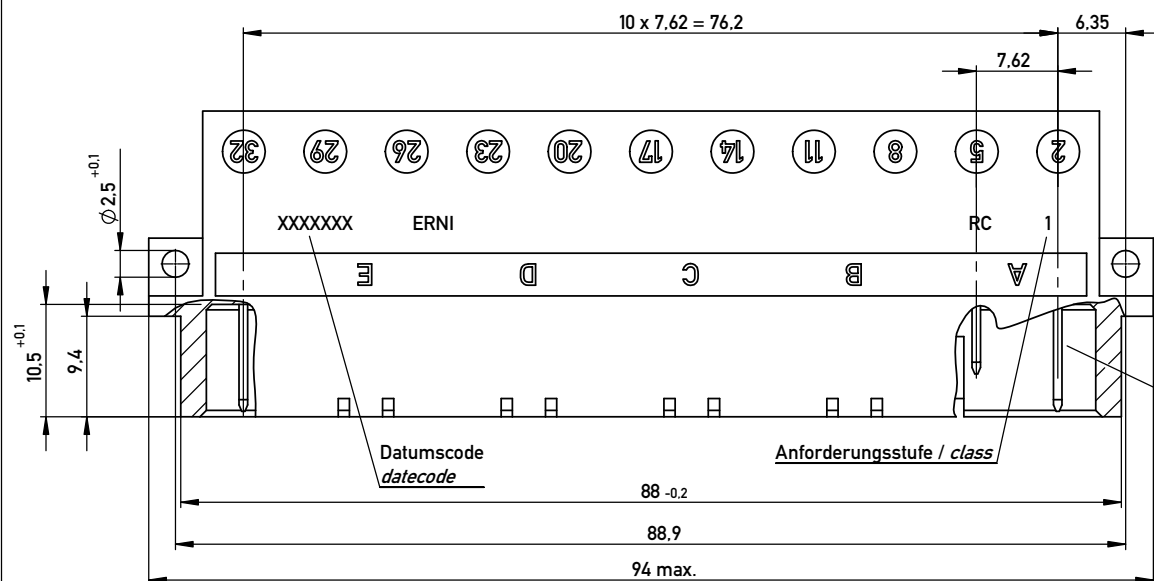 10 x 7,62 = 76,2
6,35
7,62
32 29 26 23 20 17 14 11 8 5 2
Ø 2,5 +0,1
XXXXXXX ERNI RC 1
E D C B A
10,5 +0,1
9,4
Datumscode
datecode
Anforderungsstufe / class
88 -0,2
88,9
94 max.